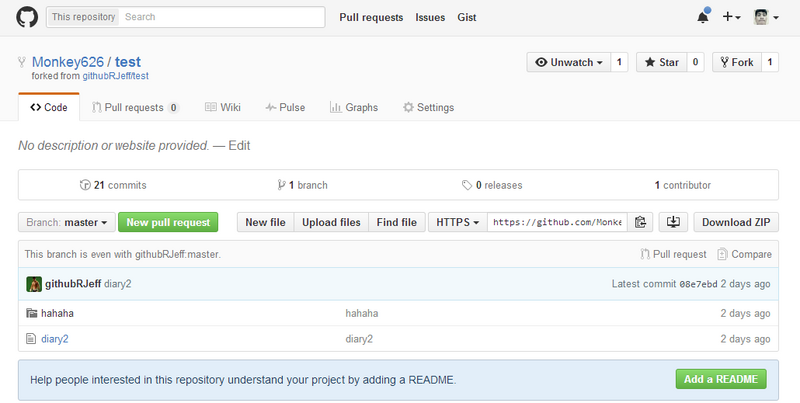 This repository Search Pull requests Issues Gist
Monkey626 / test Unwatch 1 Star 0 Fork 1
forked from githubRJeff/test
Code Pull requests 0 Wiki Pulse Graphs Settings
No description or website provided. — Edit
21 commits 1 branch 0 releases 1 contributor
Branch: master New pull request New file Upload files Find file HTTPS https://github.com/Monke Download ZIP
This branch is even with githubRJeff:master. Pull request Compare
githubRJeff diary2 Latest commit 08e7ebd 2 days ago
hahaha hahaha 2 days ago
diary2 diary2 2 days ago
Help people interested in this repository understand your project by adding a README. Add a README